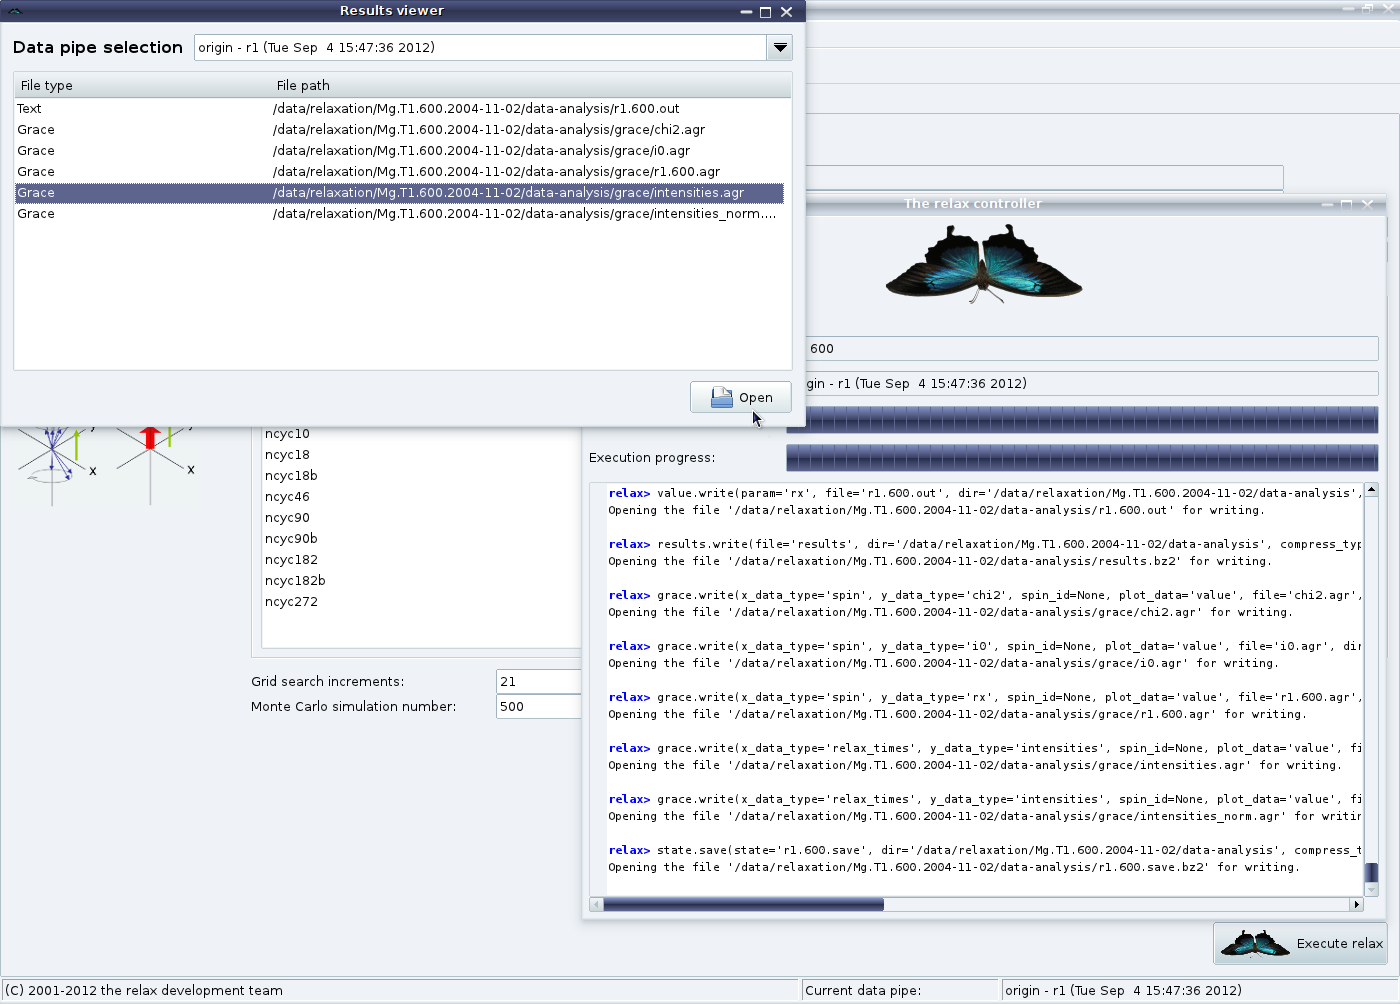 Results viewer
Data pipe selection
origin - r1 (Tue Sep  4 15:47:36 2012)
File type File path
Text /data/relaxation/Mg.T1.600.2004-11-02/data-analysis/r1.600.out
Grace /data/relaxation/Mg.T1.600.2004-11-02/data-analysis/grace/chi2.agr
Grace /data/relaxation/Mg.T1.600.2004-11-02/data-analysis/grace/i0.agr
Grace /data/relaxation/Mg.T1.600.2004-11-02/data-analysis/grace/r1.600.agr
Grace /data/relaxation/Mg.T1.600.2004-11-02/data-analysis/grace/intensities.agr
Grace /data/relaxation/Mg.T1.600.2004-11-02/data-analysis/grace/intensities_norm....
Open
x
x
ncyc10
ncyc18
ncyc18b
ncyc46
ncyc90
ncyc90b
ncyc182
ncyc182b
ncyc272
Grid search increments: 21
Monte Carlo simulation number: 500
The relax controller
600
gin - r1 (Tue Sep  4 15:47:36 2012)
Execution progress:
relax> value.write(param='rx', file='r1.600.out', dir='/data/relaxation/Mg.T1.600.2004-11-02/data-analysis',
Opening the file '/data/relaxation/Mg.T1.600.2004-11-02/data-analysis/r1.600.out' for writing.
relax> results.write(file='results', dir='/data/relaxation/Mg.T1.600.2004-11-02/data-analysis', compress_typ
Opening the file '/data/relaxation/Mg.T1.600.2004-11-02/data-analysis/results.bz2' for writing.
relax> grace.write(x_data_type='spin', y_data_type='chi2', spin_id=None, plot_data='value', file='chi2.agr',
Opening the file '/data/relaxation/Mg.T1.600.2004-11-02/data-analysis/grace/chi2.agr' for writing.
relax> grace.write(x_data_type='spin', y_data_type='i0', spin_id=None, plot_data='value', file='i0.agr', dir
Opening the file '/data/relaxation/Mg.T1.600.2004-11-02/data-analysis/grace/i0.agr' for writing.
relax> grace.write(x_data_type='spin', y_data_type='rx', spin_id=None, plot_data='value', file='r1.600.agr',
Opening the file '/data/relaxation/Mg.T1.600.2004-11-02/data-analysis/grace/r1.600.agr' for writing.
relax> grace.write(x_data_type='relax_times', y_data_type='intensities', spin_id=None, plot_data='value', fi
Opening the file '/data/relaxation/Mg.T1.600.2004-11-02/data-analysis/grace/intensities.agr' for writing.
relax> grace.write(x_data_type='relax_times', y_data_type='intensities', spin_id=None, plot_data='value', fi
Opening the file '/data/relaxation/Mg.T1.600.2004-11-02/data-analysis/grace/intensities_norm.agr' for writin
relax> state.save(state='r1.600.save', dir='/data/relaxation/Mg.T1.600.2004-11-02/data-analysis', compress_t
Opening the file '/data/relaxation/Mg.T1.600.2004-11-02/data-analysis/r1.600.save.bz2' for writing.
Execute relax
(C) 2001-2012 the relax development team
Current data pipe:
origin - r1 (Tue Sep  4 15:47:36 2012)